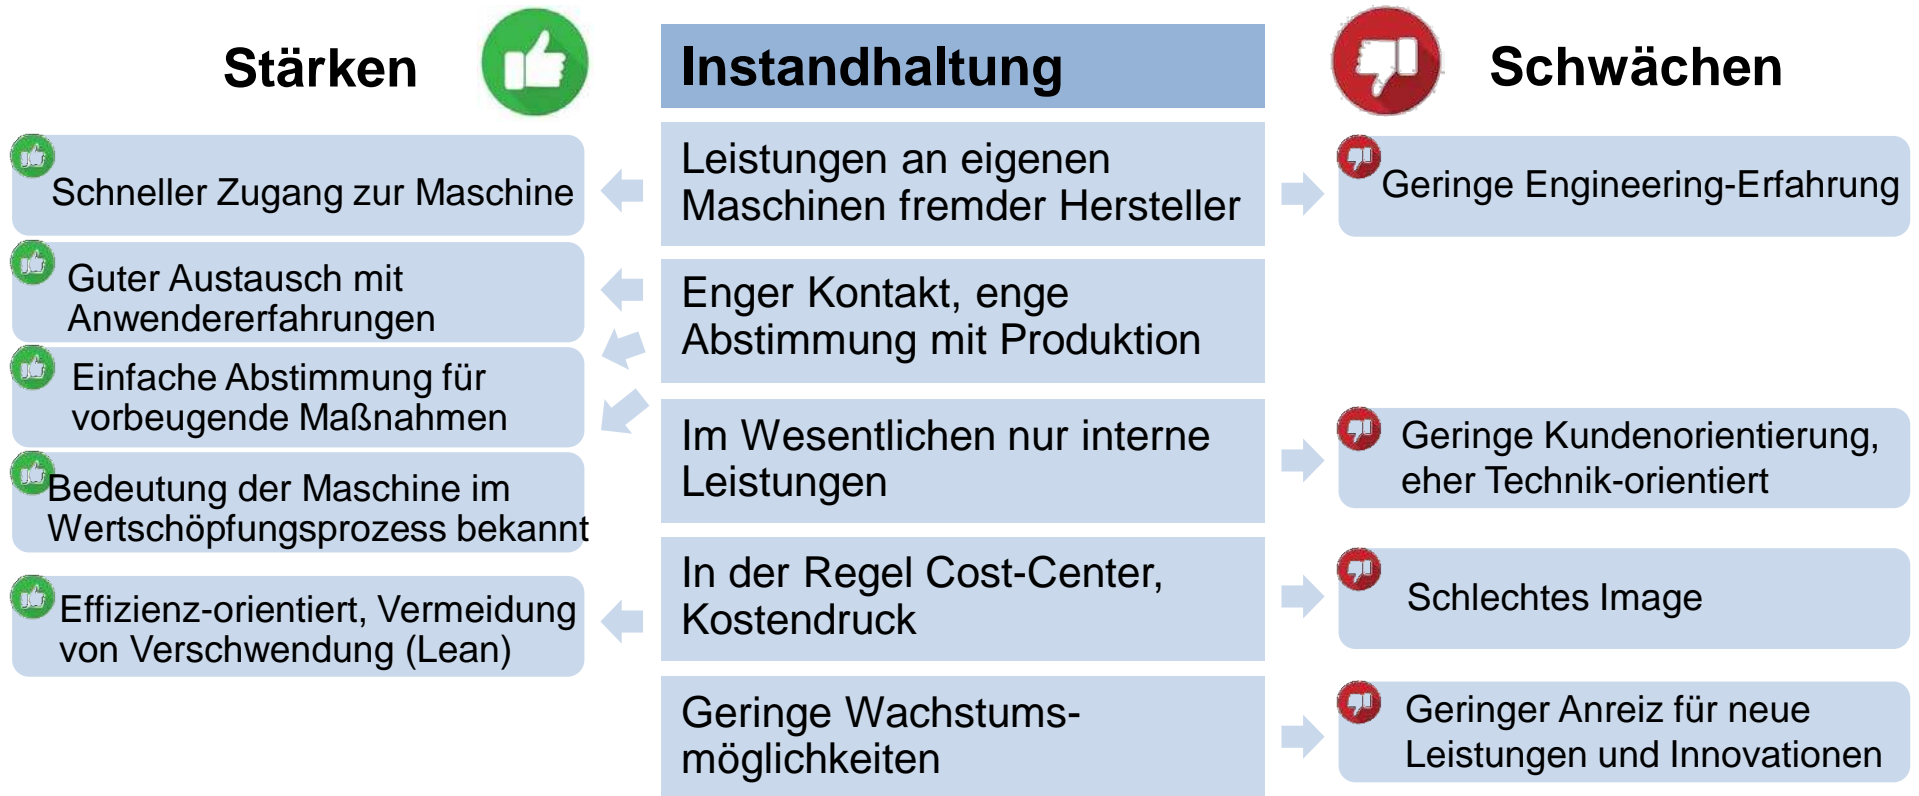 Stärken
Instandhaltung
Schwächen
Schneller Zugang zur Maschine
Leistungen an eigenen
Maschinen fremder Hersteller
Geringe Engineering-Erfahrung
Guter Austausch mit
Anwendererfahrungen
Enger Kontakt, enge
Abstimmung mit Produktion
Einfache Abstimmung für
vorbeugende Maßnahmen
Im Wesentlichen nur interne
Leistungen
Geringe Kundenorientierung,
eher Technik-orientiert
Bedeutung der Maschine im
Wertschöpfungsprozess bekannt
In der Regel Cost-Center,
Kostendruck
Schlechtes Image
Effizienz-orientiert, Vermeidung
von Verschwendung (Lean)
Geringe Wachstums-
möglichkeiten
Geringer Anreiz für neue
Leistungen und Innovationen